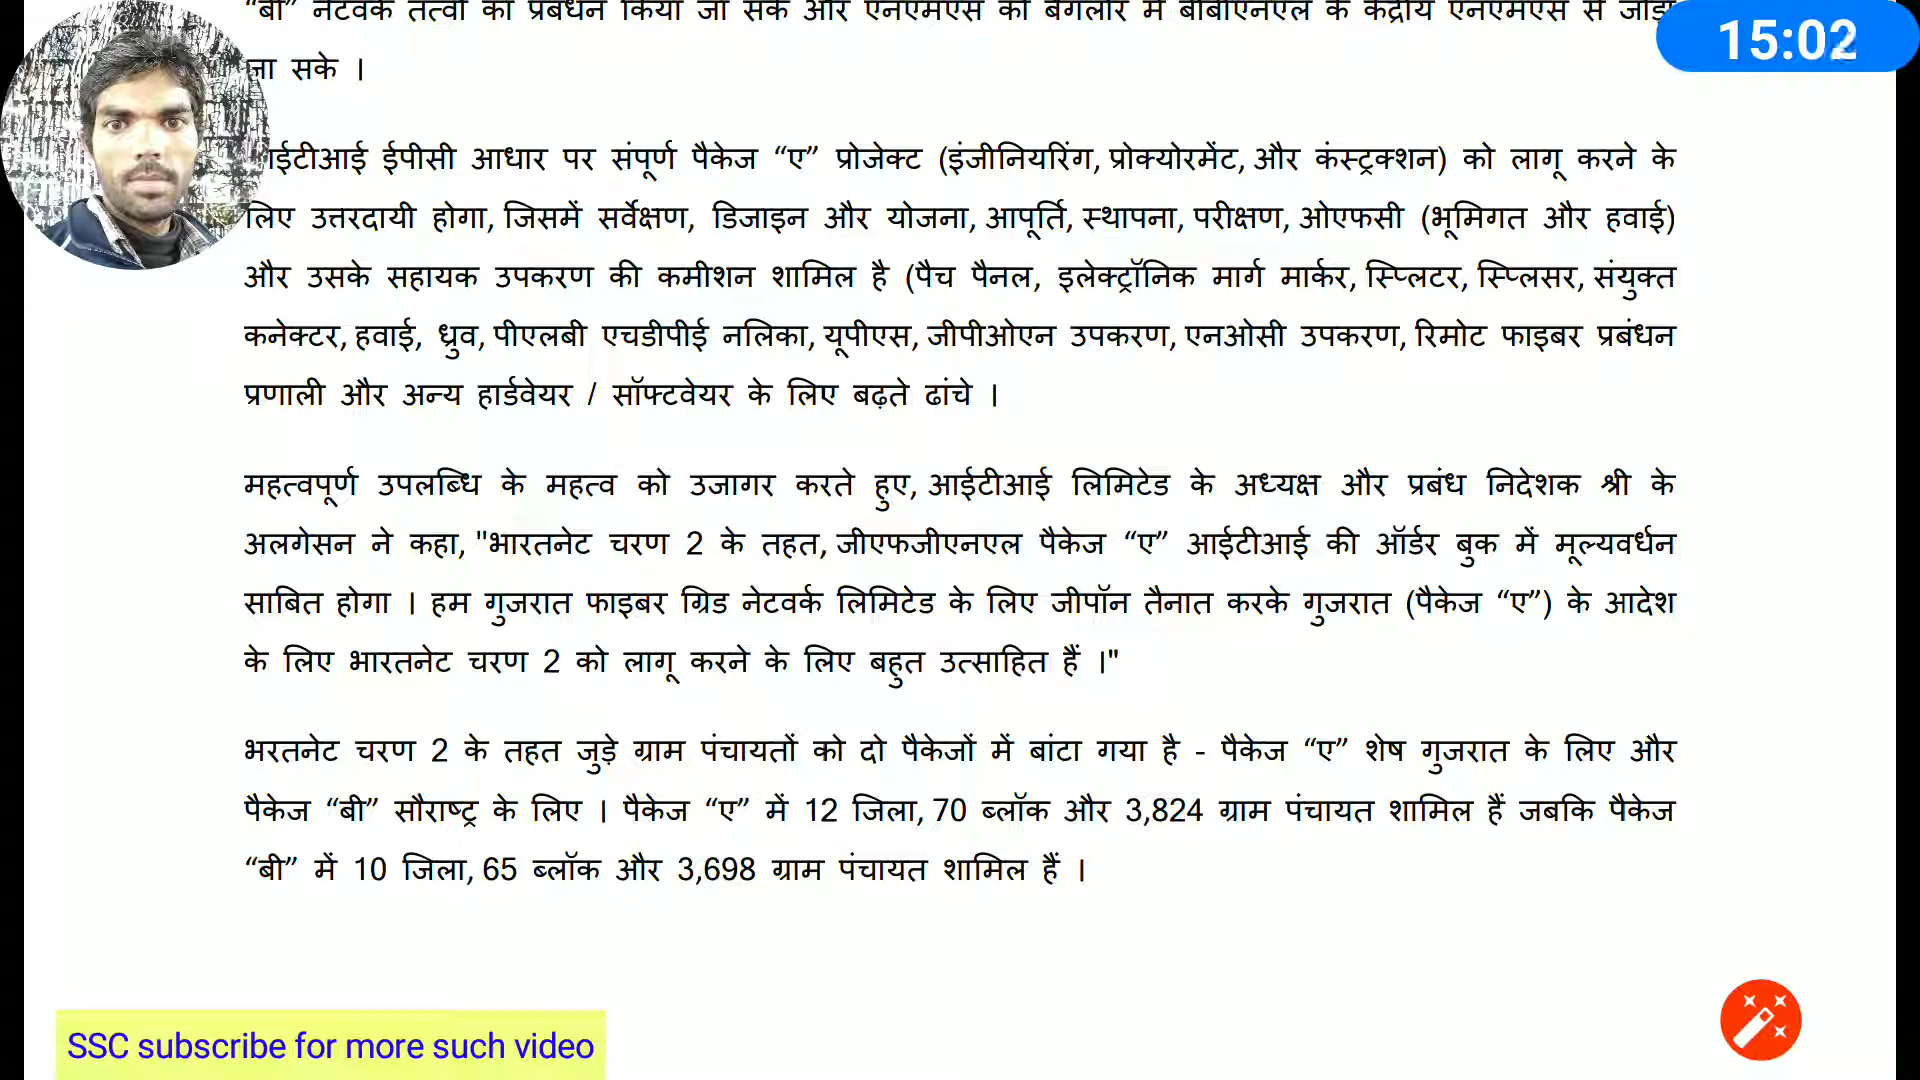 “बी” नेटवर्क तत्वों का प्रबंधन किया जा सके और एनएमएस को बैंगलोर में बीबीएनएल के केंद्रीय एनएमएस से जोड़ा
15:02
जा सके ।
आईटीआई ईपीसी आधार पर संपूर्ण पैकेज “ए” प्रोजेक्ट (इंजीनियरिंग, प्रोक्योरमेंट, और कंस्ट्रक्शन) को लागू करने के
लिए उत्तरदायी होगा, जिसमें सर्वेक्षण, डिजाइन और योजना, आपूर्ति, स्थापना, परीक्षण, ओएफसी (भूमिगत और हवाई)
और उसके सहायक उपकरण की कमीशन शामिल है (पैच पैनल, इलेक्ट्रॉनिक मार्ग मार्कर, स्प्लिटर, स्प्लिसर, संयुक्त
कनेक्टर, हवाई, ध्रुव, पीएलबी एचडीपीई नलिका, यूपीएस, जीपीओएन उपकरण, एनओसी उपकरण, रिमोट फाइबर प्रबंधन
प्रणाली और अन्य हार्डवेयर / सॉफ्टवेयर के लिए बढ़ते ढांचे ।
महत्वपूर्ण उपलब्धि के महत्व को उजागर करते हुए, आईटीआई लिमिटेड के अध्यक्ष और प्रबंध निदेशक श्री के
अलगेसन ने कहा, "भारतनेट चरण 2 के तहत, जीएफजीएनएल पैकेज “ए” आईटीआई की ऑर्डर बुक में मूल्यवर्धन
साबित होगा । हम गुजरात फाइबर ग्रिड नेटवर्क लिमिटेड के लिए जीपॉन तैनात करके गुजरात (पैकेज “ए”) के आदेश
के लिए भारतनेट चरण 2 को लागू करने के लिए बहुत उत्साहित हैं ।"
भरतनेट चरण 2 के तहत जुड़े ग्राम पंचायतों को दो पैकेजों में बांटा गया है - पैकेज “ए” शेष गुजरात के लिए और
पैकेज “बी” सौराष्ट्र के लिए । पैकेज “ए” में 12 जिला, 70 ब्लॉक और 3,824 ग्राम पंचायत शामिल हैं जबकि पैकेज
“बी” में 10 जिला, 65 ब्लॉक और 3,698 ग्राम पंचायत शामिल हैं ।
SSC subscribe for more such video